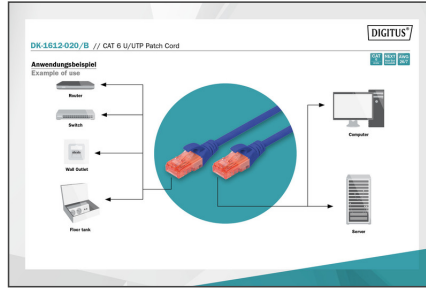 DIGITUS®
DK-1612-020/B // CAT 6 U/UTP Patch Cord
Anwendungsbeispiel
Example of use
Router
Switch
Wall Outlet
Floor tank
Computer
Server